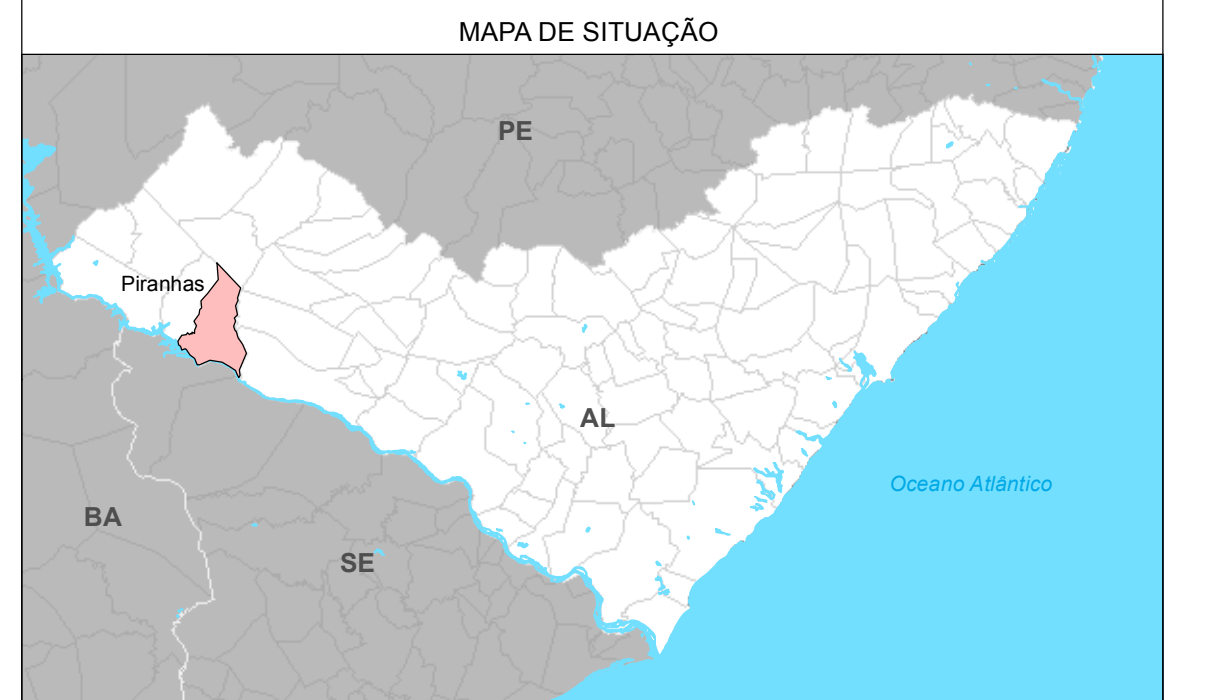 MAPA DE SITUAÇÃO
PE
Piranhas
AL
Oceano Atlântico
BA
SE